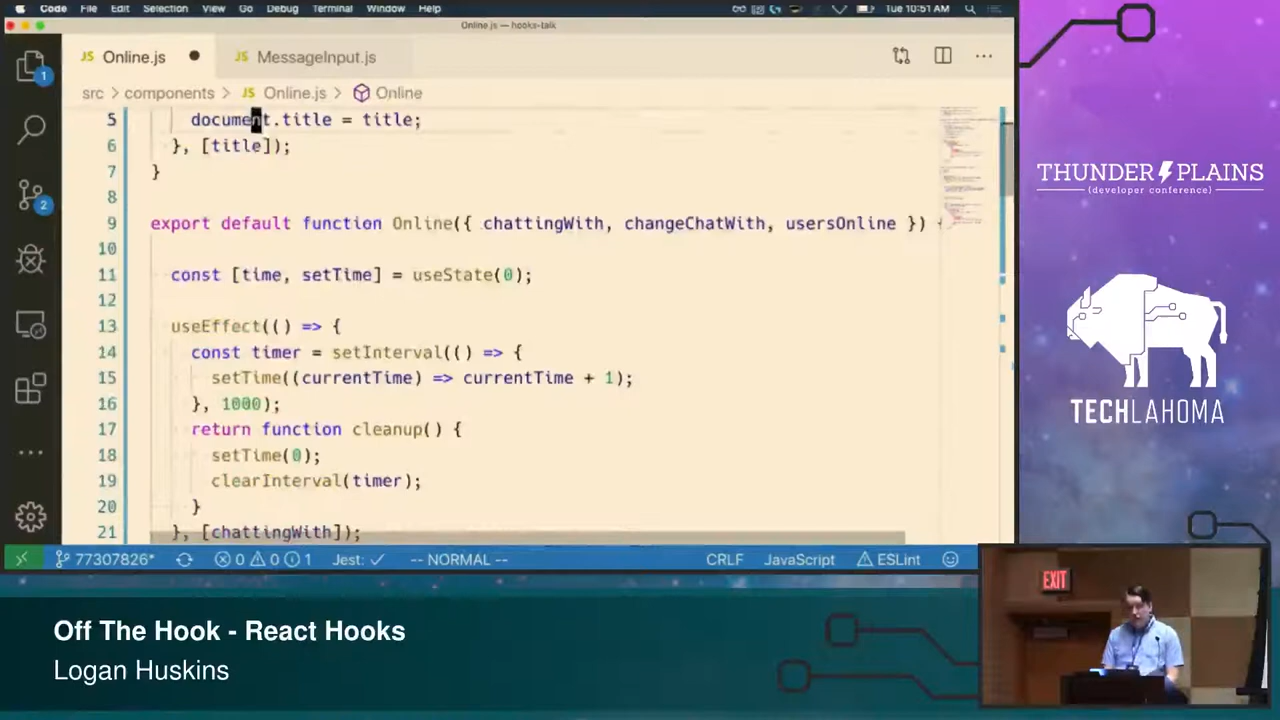 Code File Edit Selection View Go Debug Terminal Window Help Tue 10:51 AM
Online.js — hooks-talk
JS Online.js ● JS MessageInput.js
src > components > JS Online.js > Online
5 document.title = title;
6 }, [title]);
7 }
8
9 export default function Online({ chattingWith, changeChatWith, usersOnline }) {
10
11 const [time, setTime] = useState(0);
12
13 useEffect(() => {
14 const timer = setInterval(() => {
15 setTime((currentTime) => currentTime + 1);
16 }, 1000);
17 return function cleanup() {
18 setTime(0);
19 clearInterval(timer);
20 }
21 }, [chattingWith]);
1
2
77307826* 0 0 1 Jest: ✓ -- NORMAL -- CRLF JavaScript ESLint
THUNDER PLAINS
{developer conference}
TECHLAHOMA
EXIT
Off The Hook - React Hooks
Logan Huskins